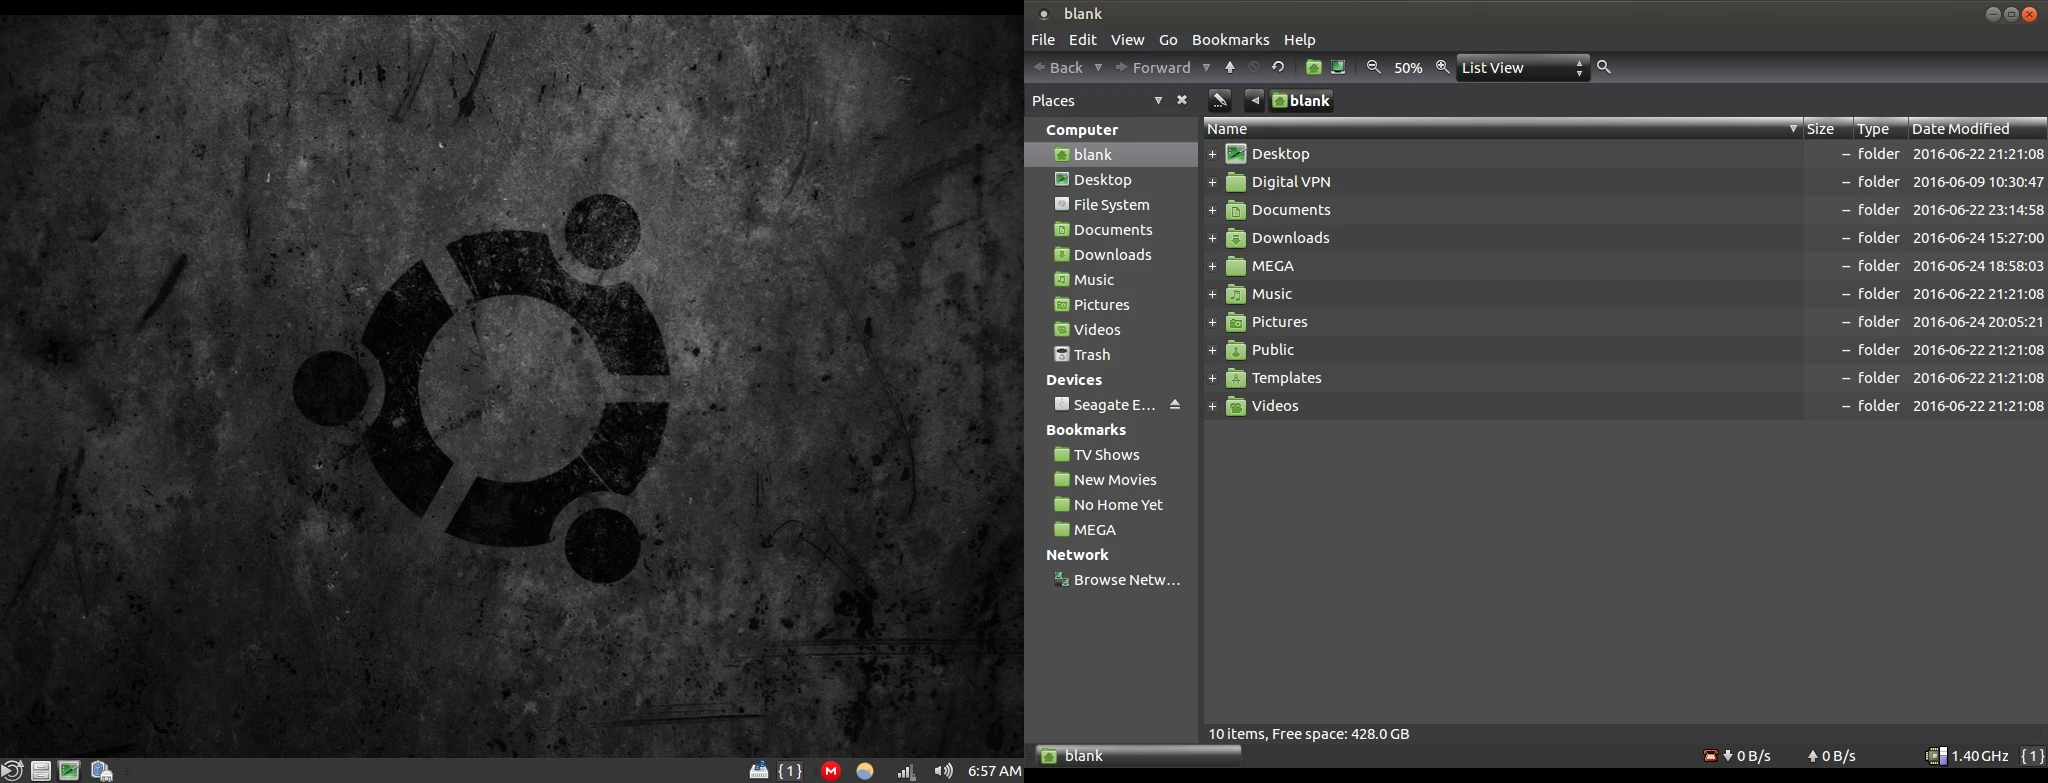 blank
File Edit View Go Bookmarks Help
Back Forward 50% List View
Places blank
Computer
blank
Desktop
File System
Documents
Downloads
Music
Pictures
Videos
Trash
Devices
Seagate E...
Bookmarks
TV Shows
New Movies
No Home Yet
MEGA
Network
Browse Netw...
Name Size Type Date Modified
Desktop – folder 2016-06-22 21:21:08
Digital VPN – folder 2016-06-09 10:30:47
Documents – folder 2016-06-22 23:14:58
Downloads – folder 2016-06-24 15:27:00
MEGA – folder 2016-06-24 18:58:03
Music – folder 2016-06-22 21:21:08
Pictures – folder 2016-06-24 20:05:21
Public – folder 2016-06-22 21:21:08
Templates – folder 2016-06-22 21:21:08
Videos – folder 2016-06-22 21:21:08
10 items, Free space: 428.0 GB
blank 0 B/s 0 B/s 1.40 GHz {1}
{1} M 6:57 AM